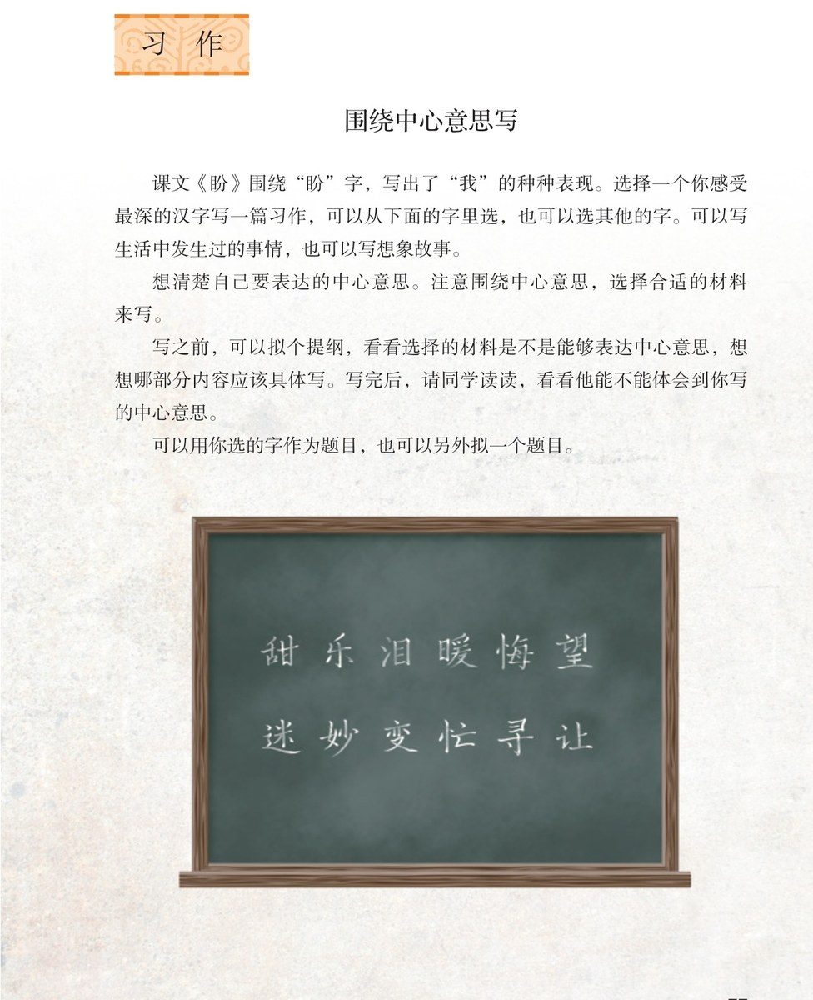 习 作
围绕中心意思写
课文《盼》围绕“盼”字，写出了“我”的种种表现。选择一个你感受
最深的汉字写一篇习作，可以从下面的字里选，也可以选其他的字。可以写
生活中发生过的事情，也可以写想象故事。
想清楚自己要表达的中心意思。注意围绕中心意思，选择合适的材料
来写。
写之前，可以拟个提纲，看看选择的材料是不是能够表达中心意思，想
想哪部分内容应该具体写。写完后，请同学读读，看看他能不能体会到你写
的中心意思。
可以用你选的字作为题目，也可以另外拟一个题目。
甜 乐 泪 暖 悔 望
迷 妙 变 忙 寻 让